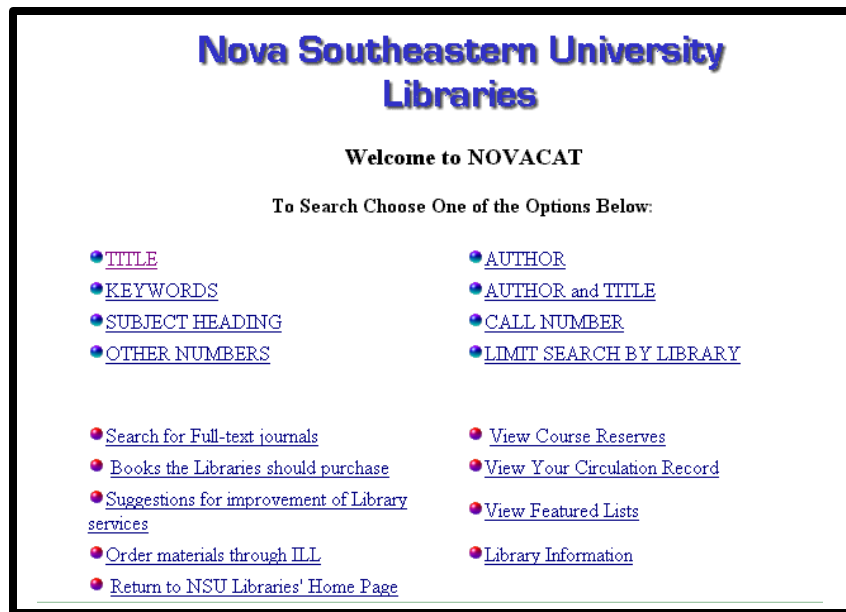 Nova Southeastern University
Libraries
Welcome to NOVACAT
To Search Choose One of the Options Below:
TITLE
AUTHOR
KEYWORDS
AUTHOR and TITLE
SUBJECT HEADING
CALL NUMBER
OTHER NUMBERS
LIMIT SEARCH BY LIBRARY
Search for Full-text journals
View Course Reserves
Books the Libraries should purchase
View Your Circulation Record
Suggestions for improvement of Library
services
View Featured Lists
Order materials through ILL
Library Information
Return to NSU Libraries' Home Page